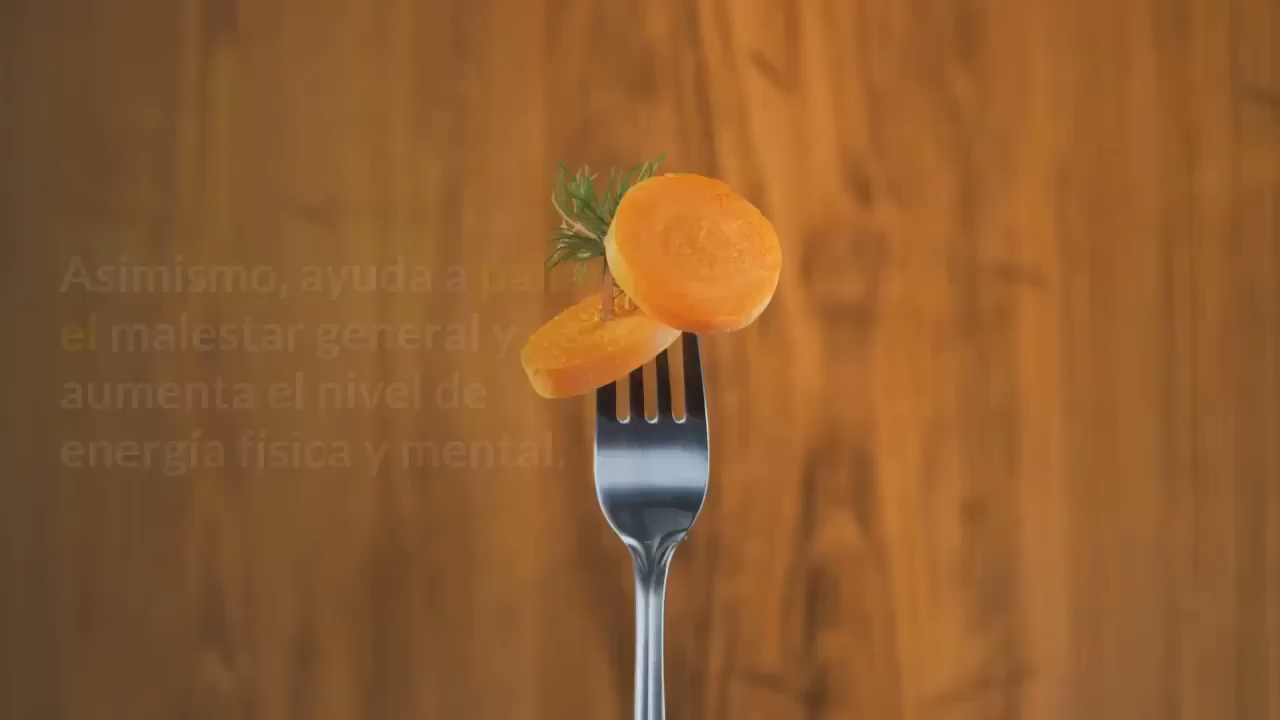 Asimismo, ayuda a
el malestar general y
aumenta el nivel de
energía física y mental.